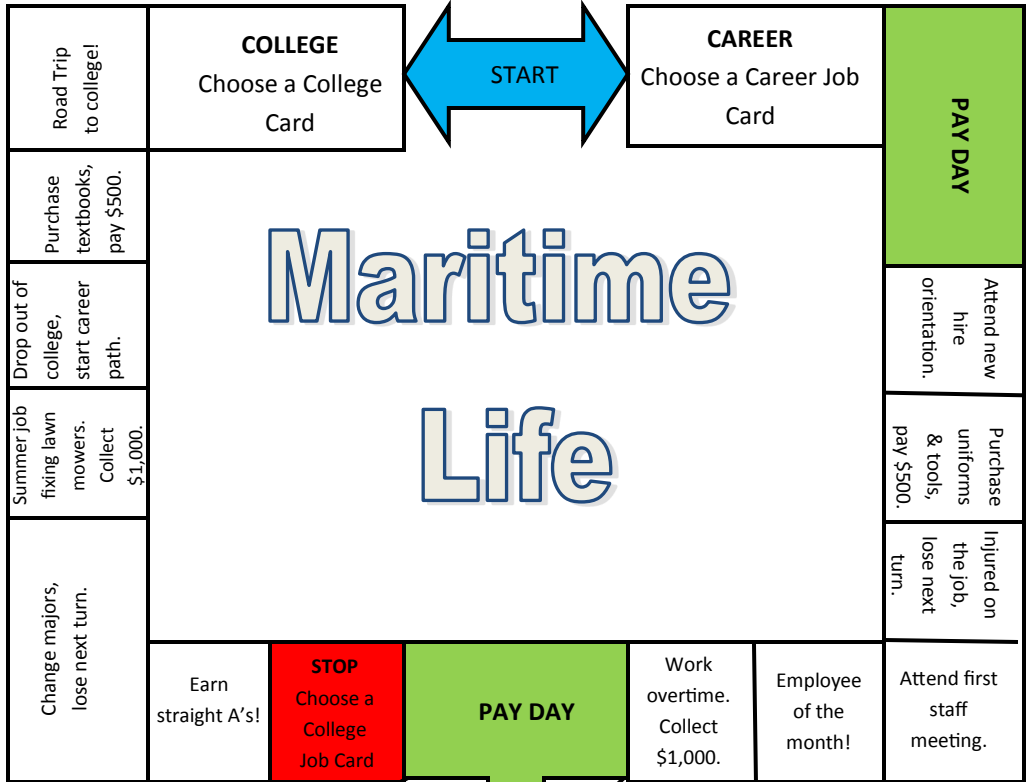 COLLEGE
Choose a College
Card
START
CAREER
Choose a Career Job
Card
PAY DAY
Road Trip
to college!
Purchase
textbooks,
pay $500.
Drop out of
college,
start career
path.
Summer job
fixing lawn
mowers.
Collect
$1,000.
Change majors,
lose next turn.
Maritime
Life
Attend new
hire
orientation.
Purchase
uniforms
& tools,
pay $500.
Injured on
the job,
lose next
turn.
Earn
straight A's!
STOP
Choose a
College
Job Card
PAY DAY
Work
overtime.
Collect
$1,000.
Employee
of the
month!
Attend first
staff
meeting.